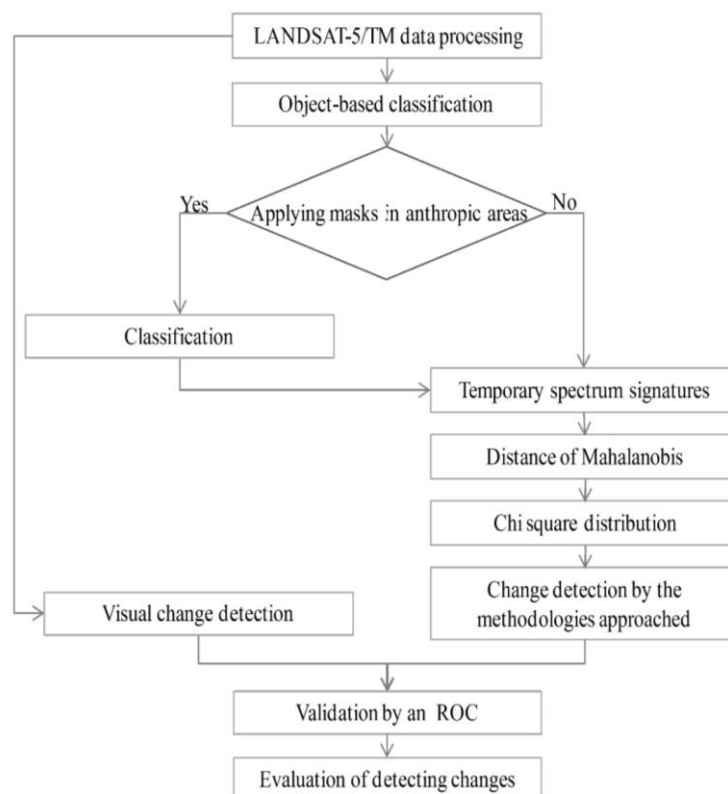 LANDSAT-5/TM data processing
Object-based classification
Yes
Applying masks in anthropic areas
No
Classification
Temporary spectrum signatures
Distance of Mahalanobis
Chi square distribution
Change detection by the
methodologies approached
Visual change detection
Validation by an ROC
Evaluation of detecting changes